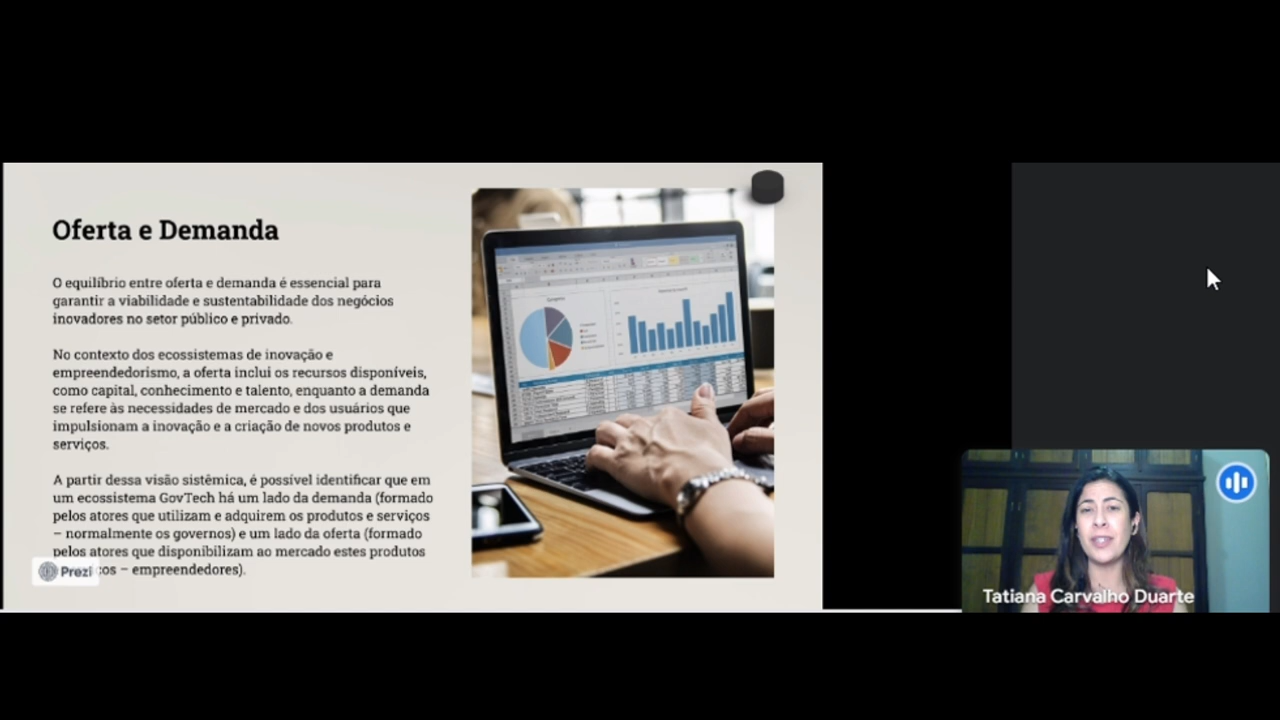 Oferta e Demanda
O equilíbrio entre oferta e demanda é essencial para
garantir a viabilidade e sustentabilidade dos negócios
inovadores no setor público e privado.
No contexto dos ecossistemas de inovação e
empreendedorismo, a oferta inclui os recursos disponíveis,
como capital, conhecimento e talento, enquanto a demanda
se refere às necessidades de mercado e dos usuários que
impulsionam a inovação e a criação de novos produtos e
serviços.
A partir dessa visão sistêmica, é possível identificar que em
um ecossistema GovTech há um lado da demanda (formado
pelos atores que utilizam e adquirem os produtos e serviços
– normalmente os governos) e um lado da oferta (formado
pelos atores que disponibilizam ao mercado estes produtos
– empreendedores).
Prezi
Tatiana Carvalho Duarte